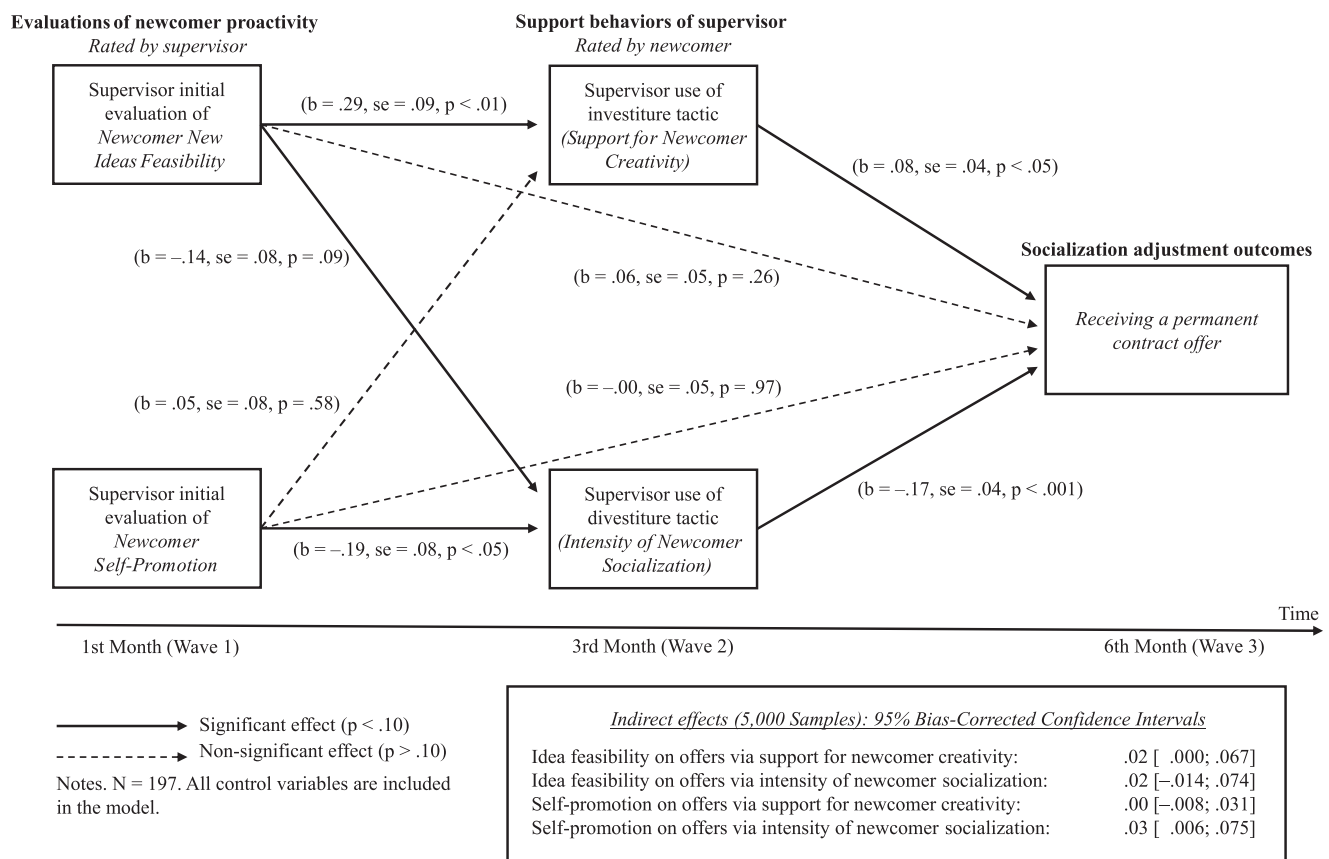 Evaluations of newcomer proactivity
Rated by supervisor
Support behaviors of supervisor
Rated by newcomer
Supervisor initial
evaluation of
Newcomer New
Ideas Feasibility
(b = .29, se = .09, p < .01)
Supervisor use of
investiture tactic
(Support for Newcomer
Creativity)
(b = .08, se = .04, p < .05)
(b = –.14, se = .08, p = .09)
(b = .06, se = .05, p = .26)
Socialization adjustment outcomes
Receiving a permanent
contract offer
(b = .05, se = .08, p = .58)
(b = –.00, se = .05, p = .97)
Supervisor initial
evaluation of
Newcomer
Self-Promotion
(b = –.19, se = .08, p < .05)
Supervisor use of
divestiture tactic
(Intensity of Newcomer
Socialization)
(b = –.17, se = .04, p < .001)
Time
1st Month (Wave 1)
3rd Month (Wave 2)
6th Month (Wave 3)
Significant effect (p < .10)
Non-significant effect (p > .10)
Notes. N = 197. All control variables are included
in the model.
Indirect effects (5,000 Samples): 95% Bias-Corrected Confidence Intervals
Idea feasibility on offers via support for newcomer creativity: .02 [ .000; .067]
Idea feasibility on offers via intensity of newcomer socialization: .02 [–.014; .074]
Self-promotion on offers via support for newcomer creativity: .00 [–.008; .031]
Self-promotion on offers via intensity of newcomer socialization: .03 [ .006; .075]